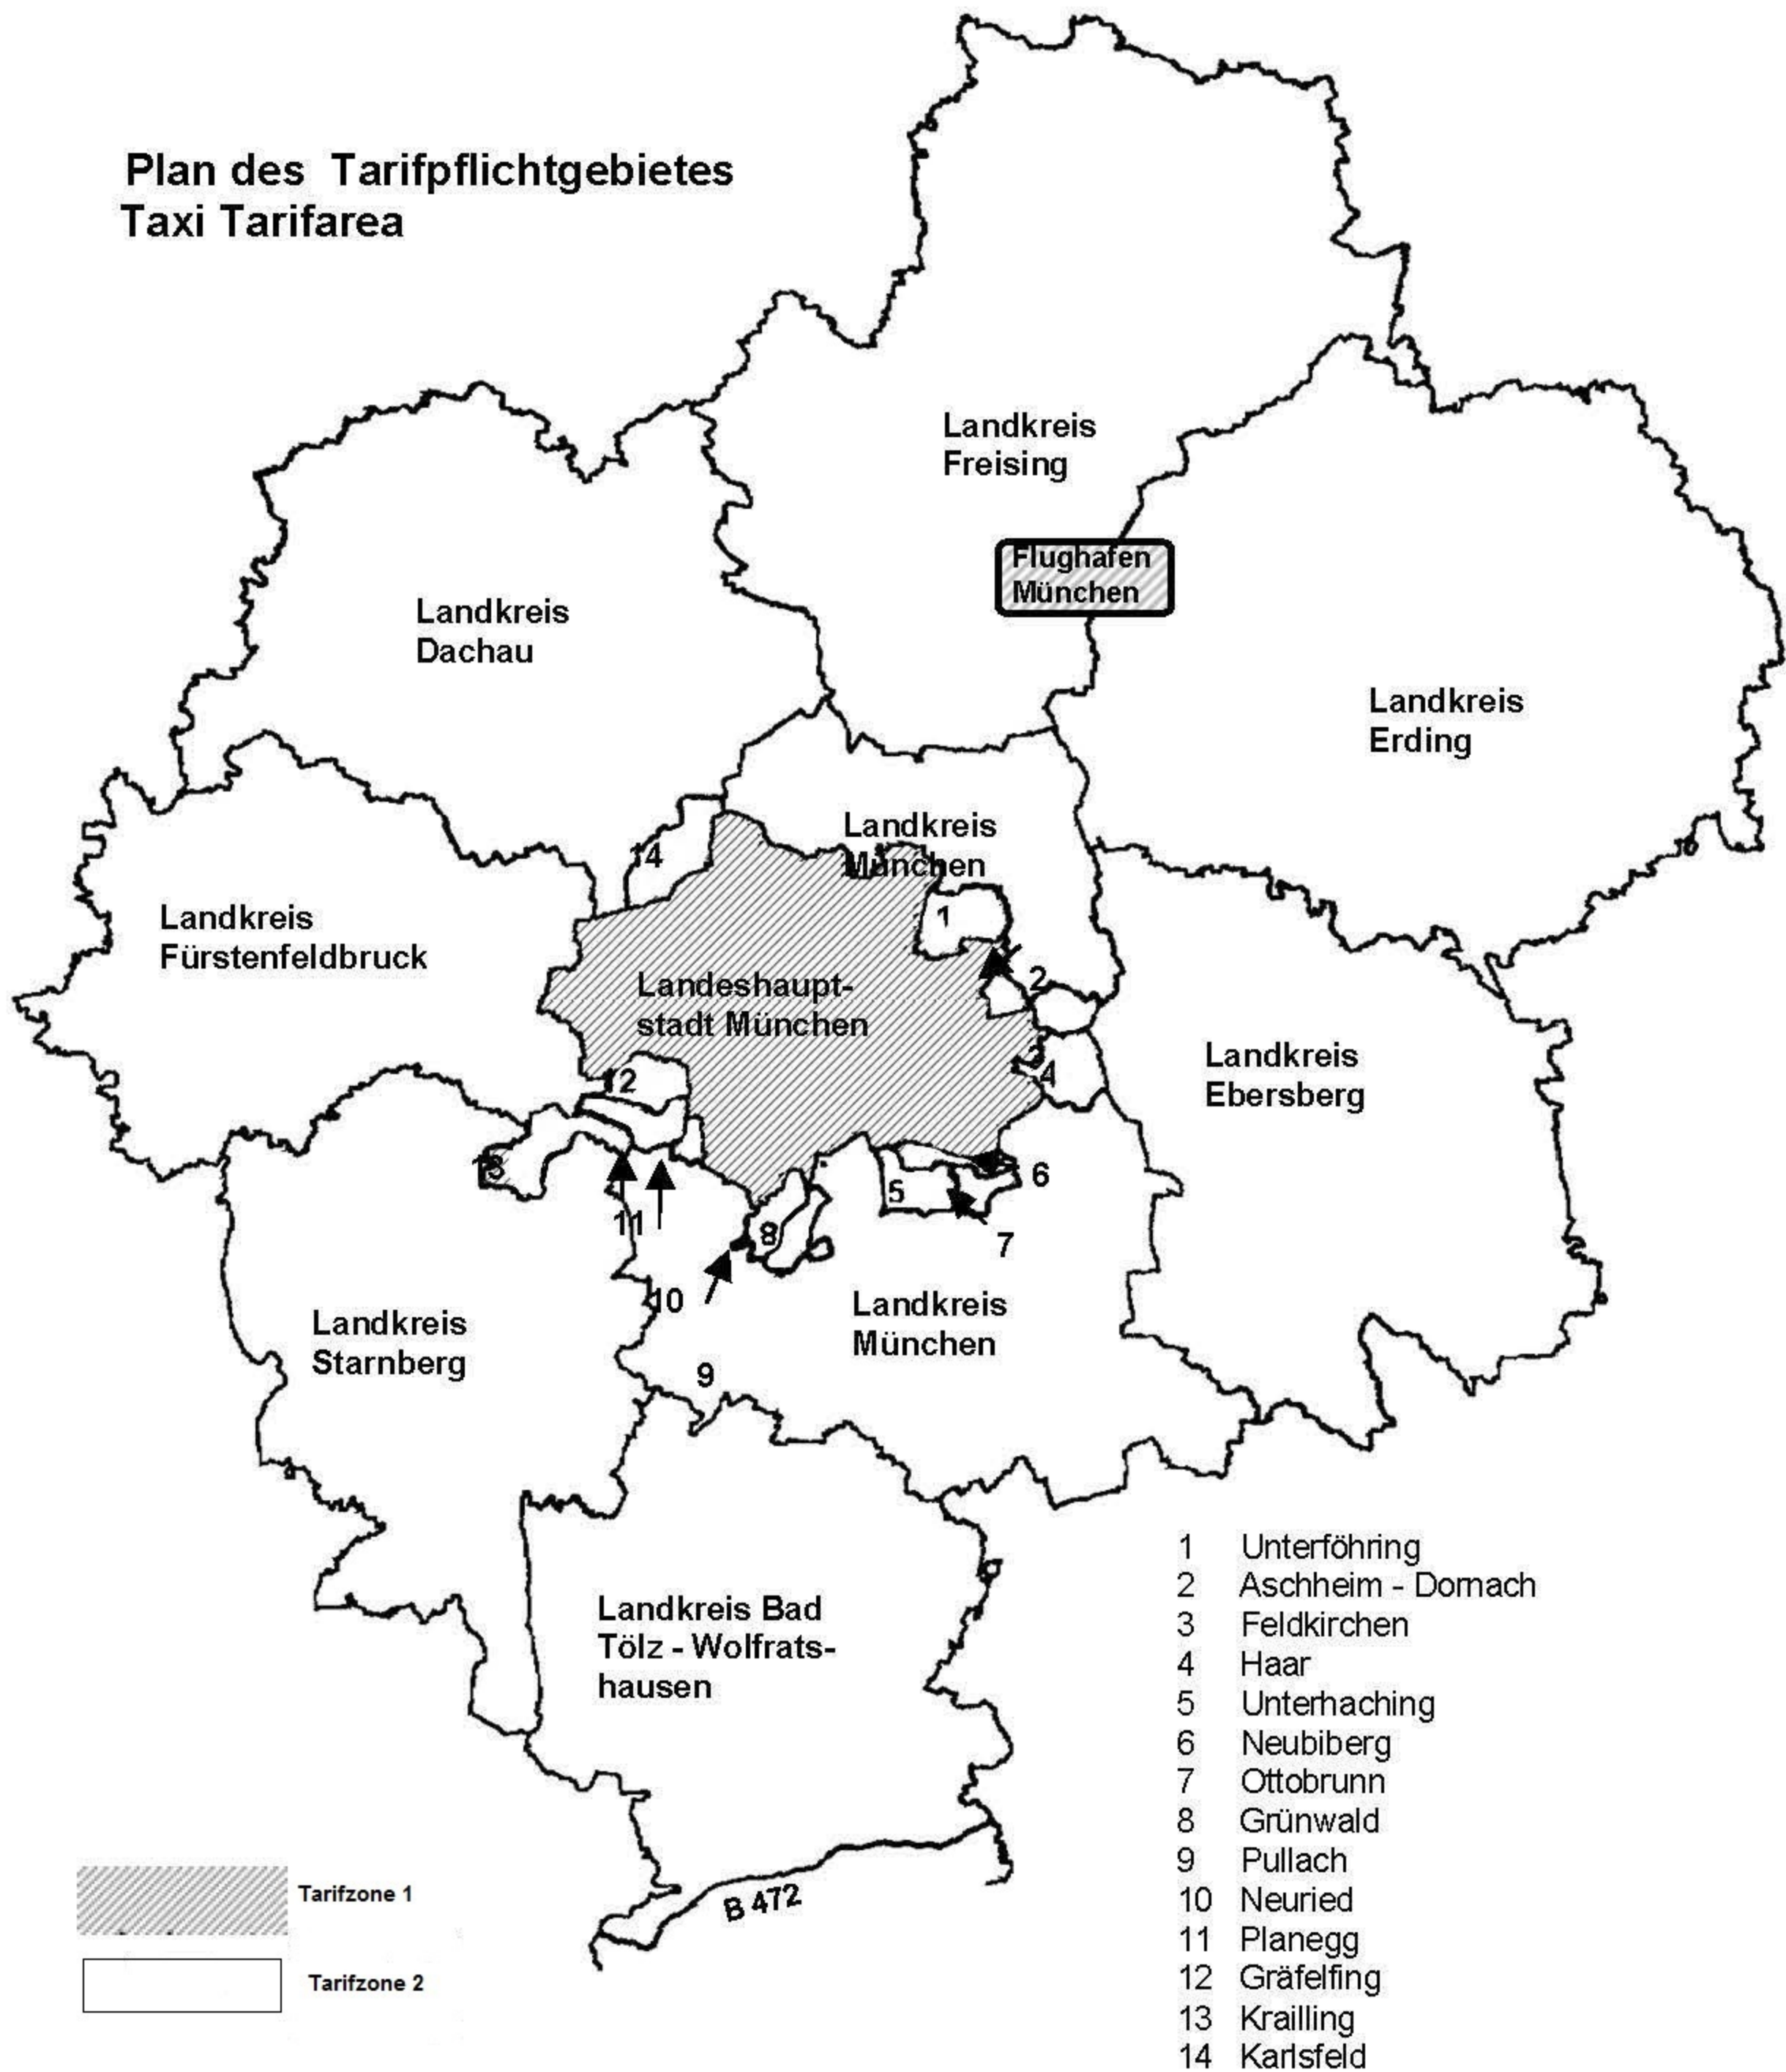 Plan des Tarifpflichtgebietes
Taxi Tarifarea
Landkreis
Freising
Flughafen
München
Landkreis
Dachau
Landkreis
Erding
Landkreis
München
14
1
Landkreis
Fürstenfeldbruck
Landeshaupt-
stadt München
2
3
4
Landkreis
Ebersberg
12
13
11
5
6
7
8
10
Landkreis
München
Landkreis
Starnberg
9
Landkreis Bad
Tölz - Wolfrats-
hausen
B 472
1 Unterföhring
2 Aschheim - Dornach
3 Feldkirchen
4 Haar
5 Unterhaching
6 Neubiberg
7 Ottobrunn
8 Grünwald
9 Pullach
10 Neuried
11 Planegg
12 Gräfelfing
13 Krailling
14 Karlsfeld
Tarifzone 1
Tarifzone 2